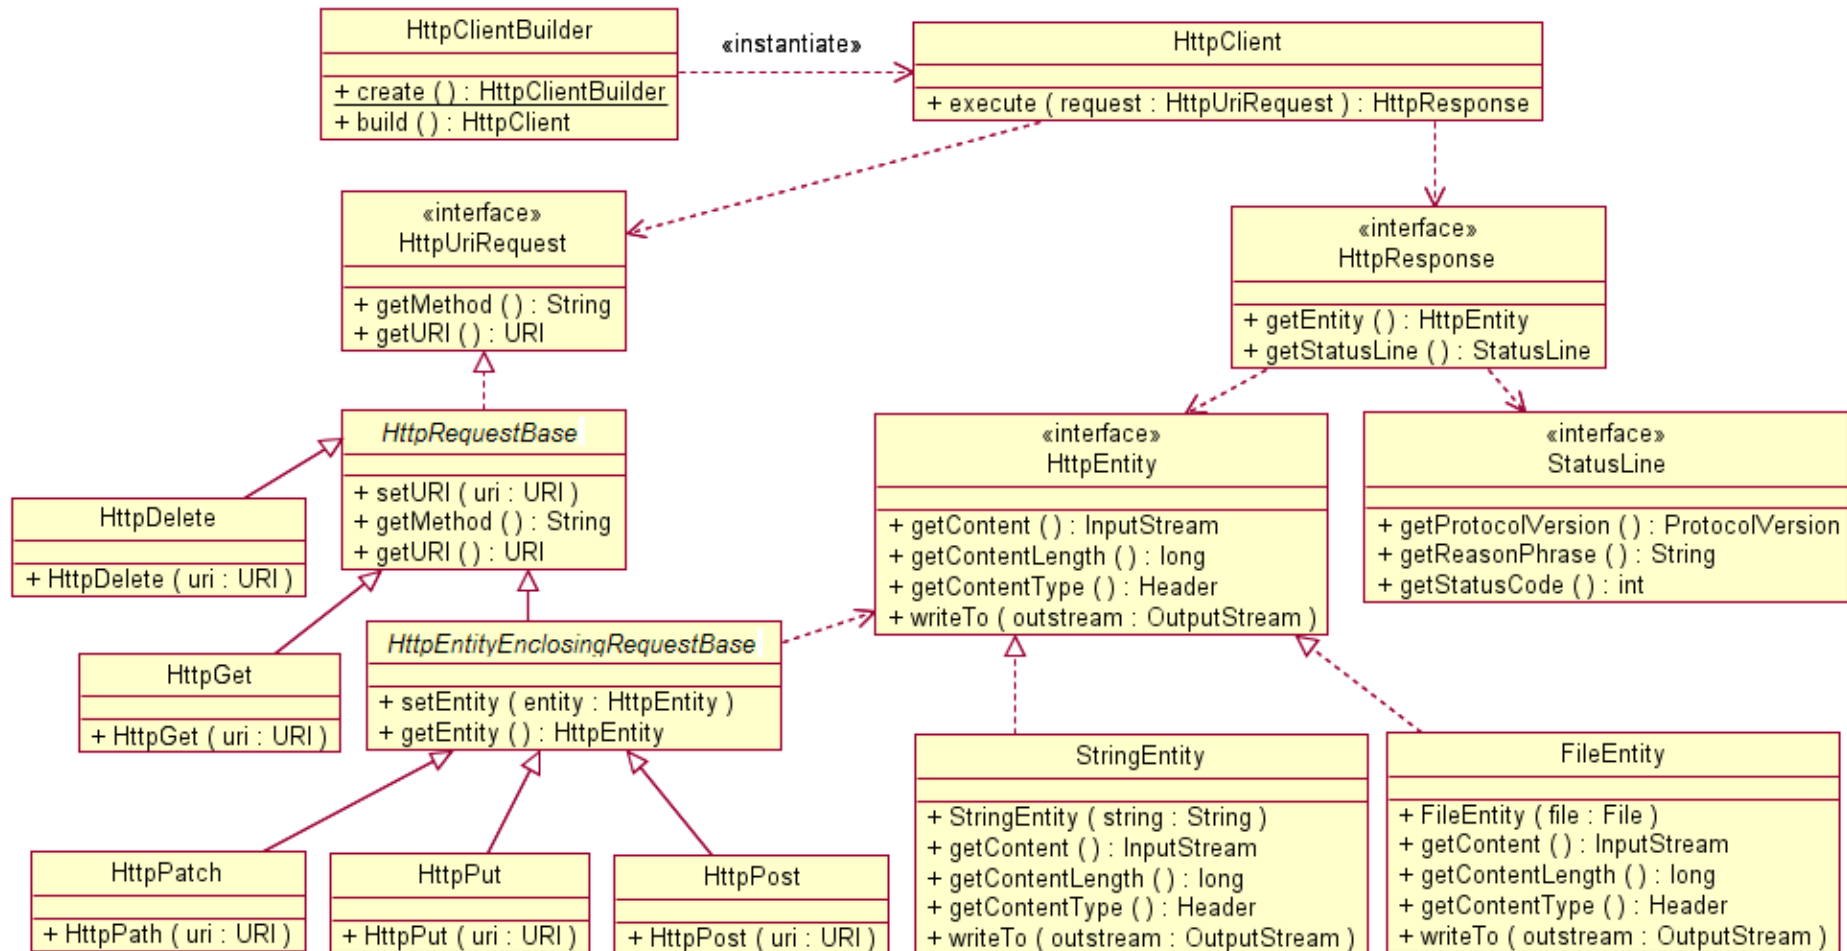 HttpClientBuilder
+ create () : HttpClientBuilder
+ build () : HttpClient
«instantiate»
HttpClient
+ execute ( request : HttpUriRequest ) : HttpResponse
«interface»
HttpUriRequest
+ getMethod () : String
+ getURI () : URI
«interface»
HttpResponse
+ getEntity () : HttpEntity
+ getStatusLine () : StatusLine
HttpRequestBase
+ setURI ( uri : URI )
+ getMethod () : String
+ getURI () : URI
«interface»
HttpEntity
+ getContent () : InputStream
+ getContentLength () : long
+ getContentType () : Header
+ writeTo ( outstream : OutputStream )
«interface»
StatusLine
+ getProtocolVersion () : ProtocolVersion
+ getReasonPhrase () : String
+ getStatusCode () : int
HttpDelete
+ HttpDelete ( uri : URI )
HttpGet
+ HttpGet ( uri : URI )
HttpEntityEnclosingRequestBase
+ setEntity ( entity : HttpEntity )
+ getEntity () : HttpEntity
HttpPatch
+ HttpPath ( uri : URI )
HttpPut
+ HttpPut ( uri : URI )
HttpPost
+ HttpPost ( uri : URI )
StringEntity
+ StringEntity ( string : String )
+ getContent () : InputStream
+ getContentLength () : long
+ getContentType () : Header
+ writeTo ( outstream : OutputStream )
FileEntity
+ FileEntity ( file : File )
+ getContent () : InputStream
+ getContentLength () : long
+ getContentType () : Header
+ writeTo ( outstream : OutputStream )